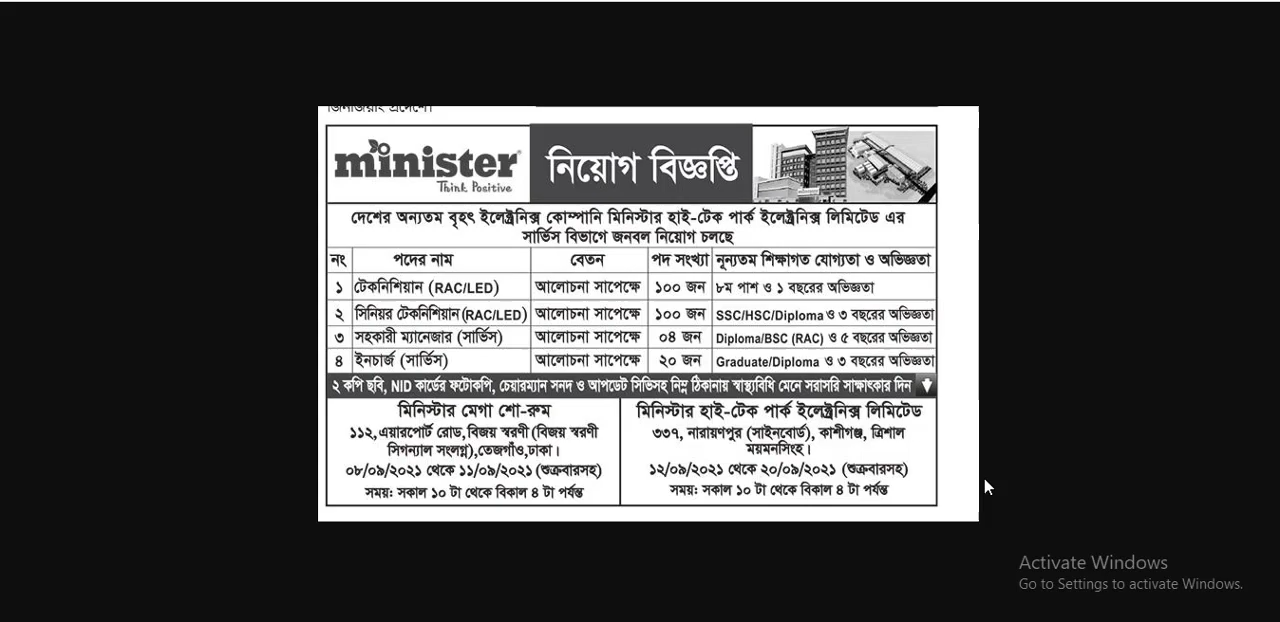 minister
Think Positive
নিয়োগ বিজ্ঞপ্তি
দেশের অন্যতম বৃহৎ ইলেক্ট্রনিক্স কোম্পানি মিনিস্টার হাই-টেক পার্ক ইলেক্ট্রনিক্স লিমিটেড এর
সার্ভিস বিভাগে জনবল নিয়োগ চলছে
নং পদের নাম বেতন পদ সংখ্যা নূন্যতম শিক্ষাগত যোগ্যতা ও অভিজ্ঞতা
১ টেকনিশিয়ান (RAC/LED) আলোচনা সাপেক্ষে ১০০ জন ৮ম পাশ ও ১ বছরের অভিজ্ঞতা
২ সিনিয়র টেকনিশিয়ান (RAC/LED) আলোচনা সাপেক্ষে ১০০ জন SSC/HSC/Diploma ও ৩ বছরের অভিজ্ঞতা
৩ সহকারী ম্যানেজার (সার্ভিস) আলোচনা সাপেক্ষে ০৪ জন Diploma/BSC (RAC) ও ৫ বছরের অভিজ্ঞতা
৪ ইনচার্জ (সার্ভিস) আলোচনা সাপেক্ষে ২০ জন Graduate/Diploma ও ৩ বছরের অভিজ্ঞতা
২ কপি ছবি, NID কার্ডের ফটোকপি, চেয়ারম্যান সনদ ও আপডেট সিভিসহ নিম্ন ঠিকানায় স্বাস্থ্যবিধি মেনে সরাসরি সাক্ষাৎকার দিন
মিনিস্টার মেগা শো-রুম
১১২, এয়ারপোর্ট রোড, বিজয় স্বরণী (বিজয় স্বরণী
সিগন্যাল সংলগ্ন), তেজগাঁও, ঢাকা।
০৮/০৯/২০২১ থেকে ১১/০৯/২০২১ (শুক্রবারসহ)
সময়: সকাল ১০ টা থেকে বিকাল ৪ টা পর্যন্ত
মিনিস্টার হাই-টেক পার্ক ইলেক্ট্রনিক্স লিমিটেড
৩৩৭, নারায়ণপুর (সাইনবোর্ড), কাশীগঞ্জ, ত্রিশাল
ময়মনসিংহ।
১২/০৯/২০২১ থেকে ২০/০৯/২০২১ (শুক্রবারসহ)
সময়: সকাল ১০ টা থেকে বিকাল ৪ টা পর্যন্ত
Activate Windows
Go to Settings to activate Windows.